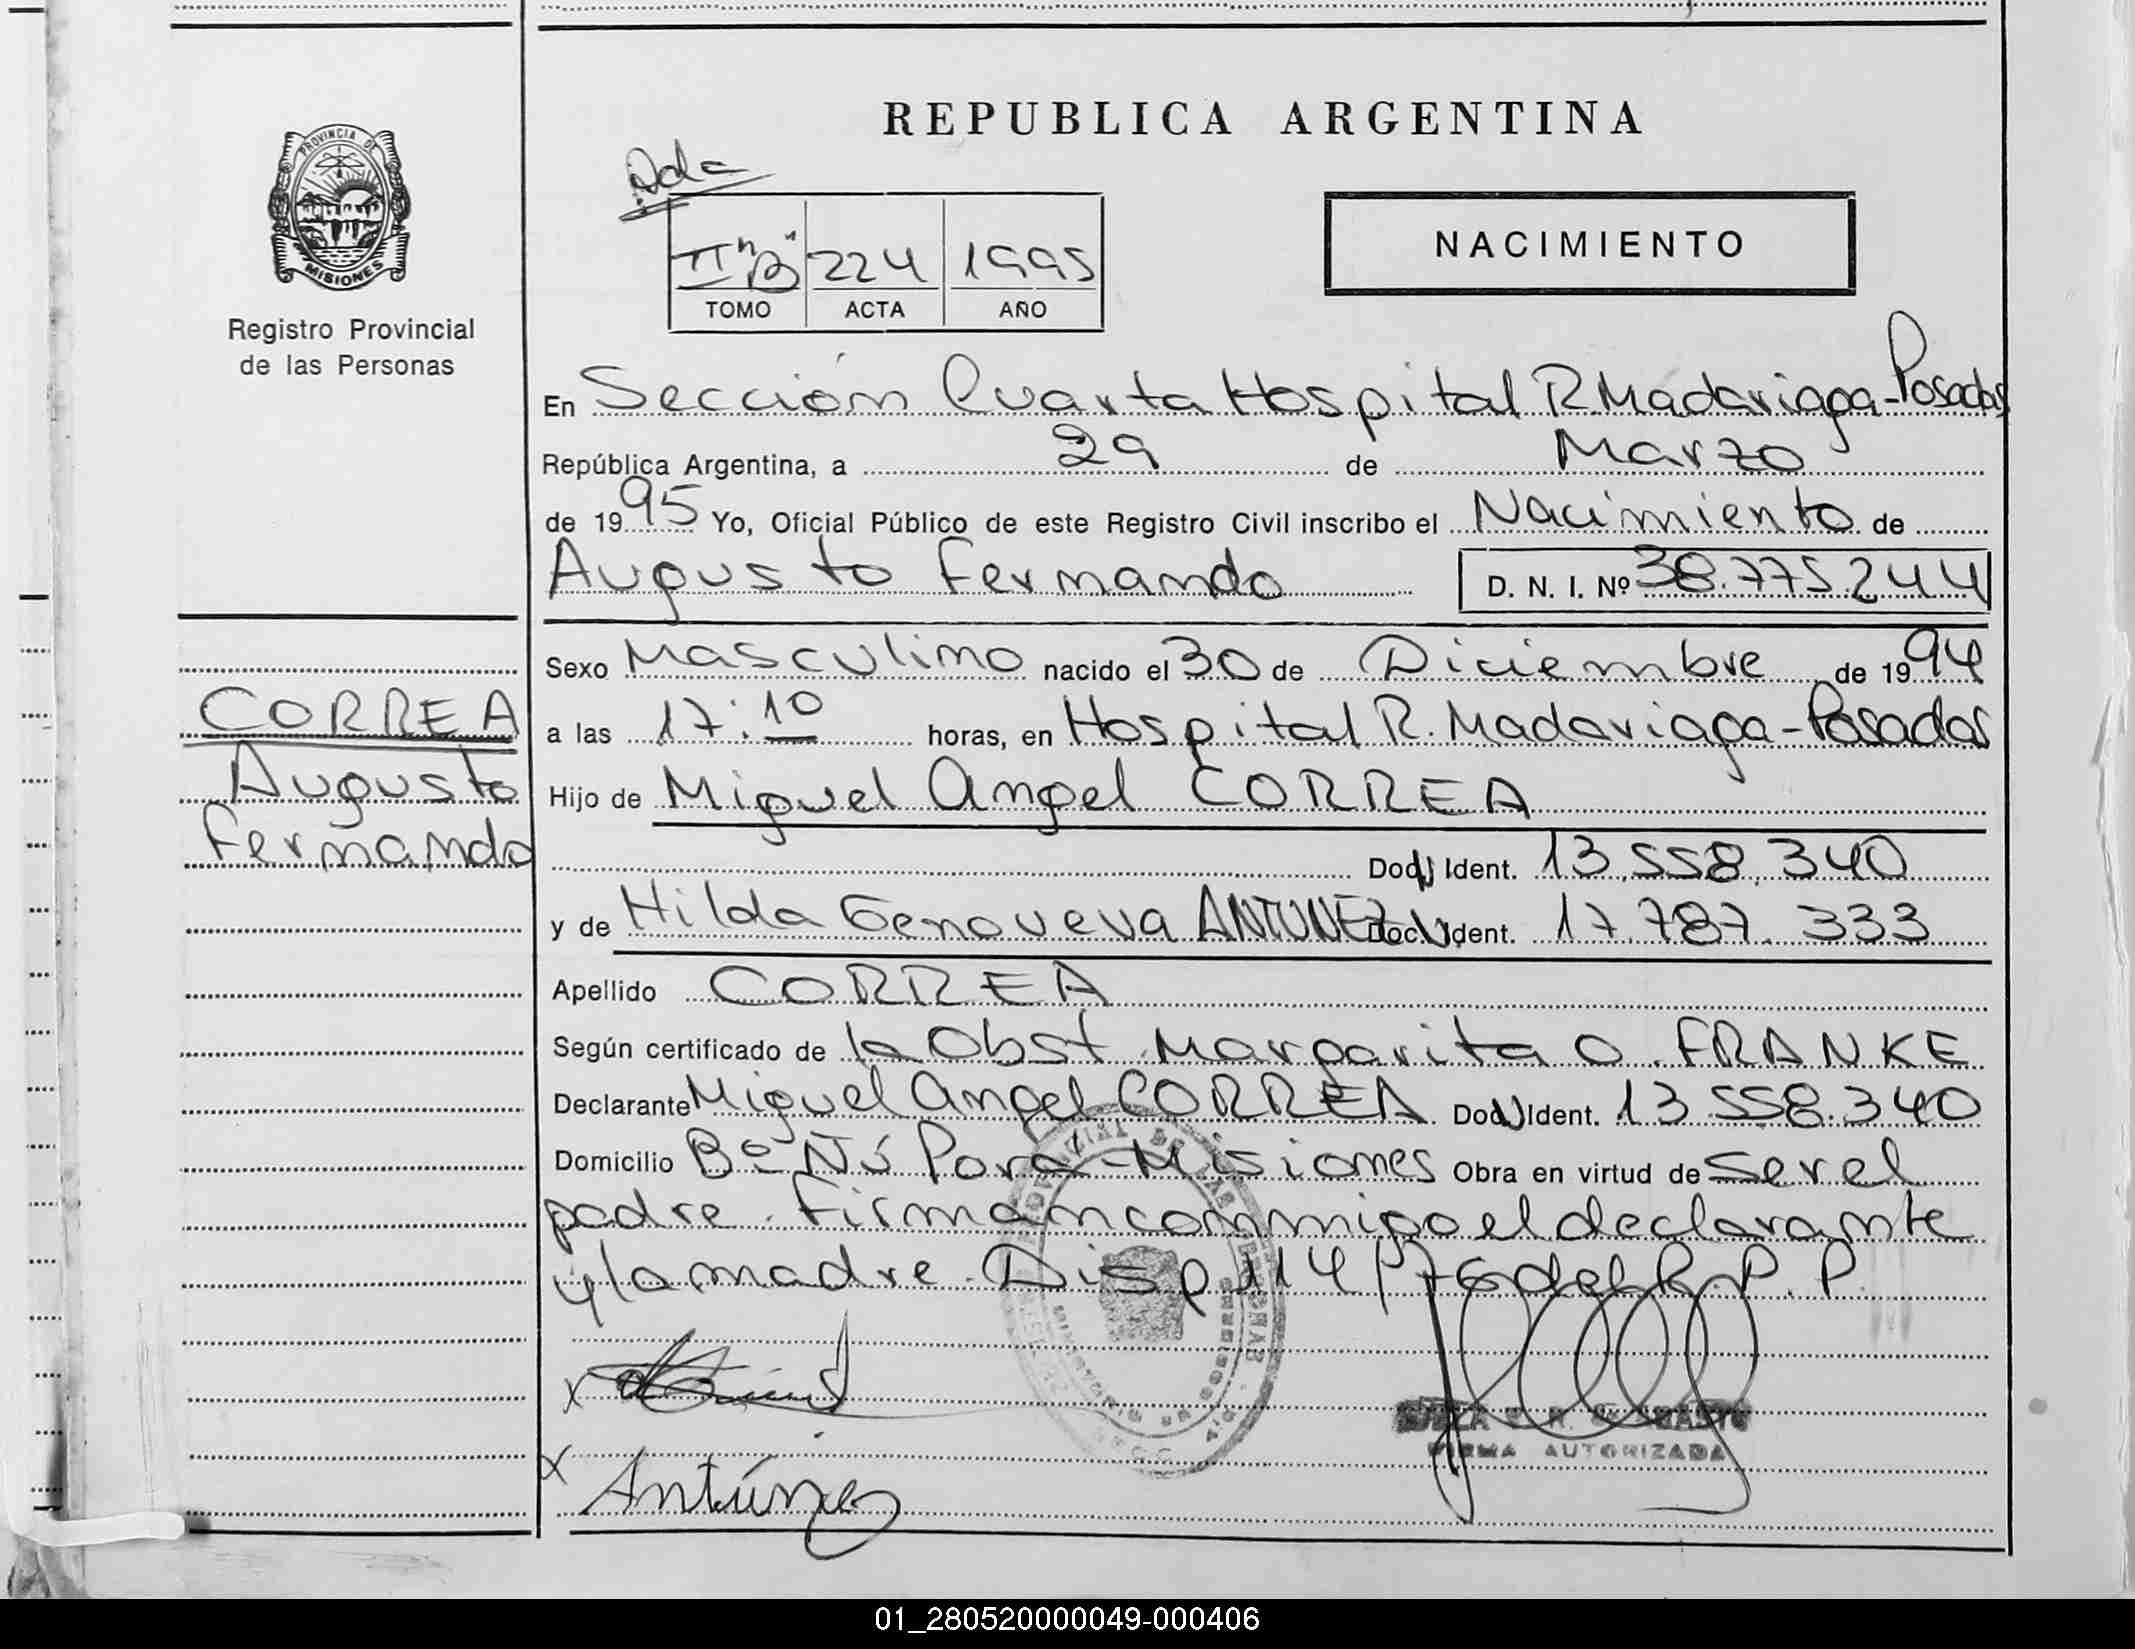 PROVINCIA DE
MISIONES
Registro Provincial
de las Personas
CORREA
Augusto
Fernando
REPUBLICA ARGENTINA
II "B" 224 1995
TOMO ACTA AÑO
NACIMIENTO
En Sección Cuarta Hospital R. Madariaga-Posadas
República Argentina, a 29 de Marzo
de 1995 Yo, Oficial Público de este Registro Civil inscribo el Nacimiento de
Augusto Fernando D. N. I. Nº 38.775.244
Sexo Masculino nacido el 30 de Diciembre de 1994
a las 17:10 horas, en Hospital R. Madariaga-Posadas
Hijo de Miguel Angel CORREA
Doc. Ident. 13.558.340
y de Hilda Genoveva ANTUNEZ Doc. Ident. 17.787.333
Apellido CORREA
Según certificado de la Obst. Margarita O. FRANKE
Declarante Miguel Angel CORREA Doc. Ident. 13.558.340
Domicilio Bº Ñú Porá-Misiones Obra en virtud de ser el
padre. Firman conmigo el declarante
y la madre. Disp 114/76 del R.P.P.
x
x Antúnez
FIRMA AUTORIZADA
01_280520000049-000406